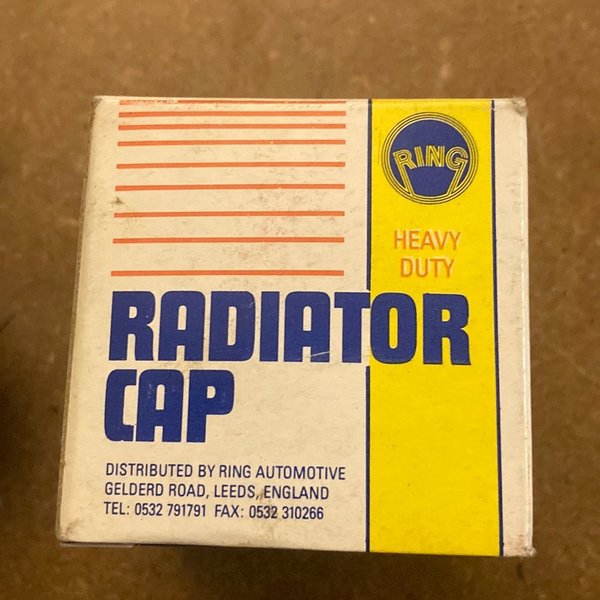 RING
HEAVY
DUTY
RADIATOR
CAP
DISTRIBUTED BY RING AUTOMOTIVE
GELDERD ROAD, LEEDS, ENGLAND
TEL: 0532 791791 FAX: 0532 310266